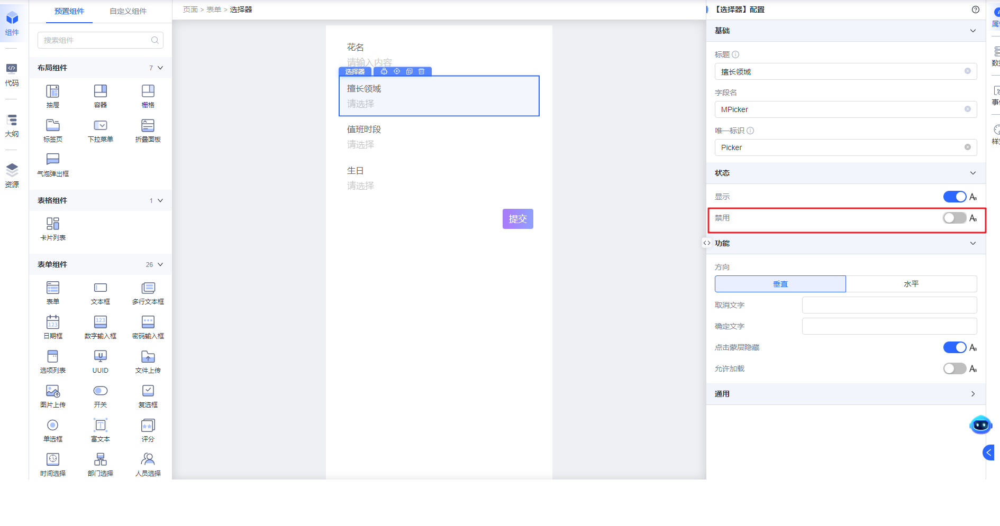 组件
代码
大纲
资源
预置组件
自定义组件
搜索组件
布局组件 7
抽屉 容器 栅格
标签页 下拉菜单 折叠面板
气泡弹出框
表格组件 1
卡片列表
表单组件 26
表单 文本框 多行文本框
日期框 数字输入框 密码输入框
选项列表 UUID 文件上传
图片上传 开关 复选框
单选框 富文本 评分
时间选择 部门选择 人员选择
页面 > 表单 > 选择器
花名
请输入内容
选择器
擅长领域
请选择
值班时段
请选择
生日
请选择
提交
【选择器】配置
基础
标题
擅长领域
字段名
MPicker
唯一标识
Picker
状态
显示
禁用
功能
方向
垂直 水平
取消文字
确定文字
点击蒙层隐藏
允许加载
通用